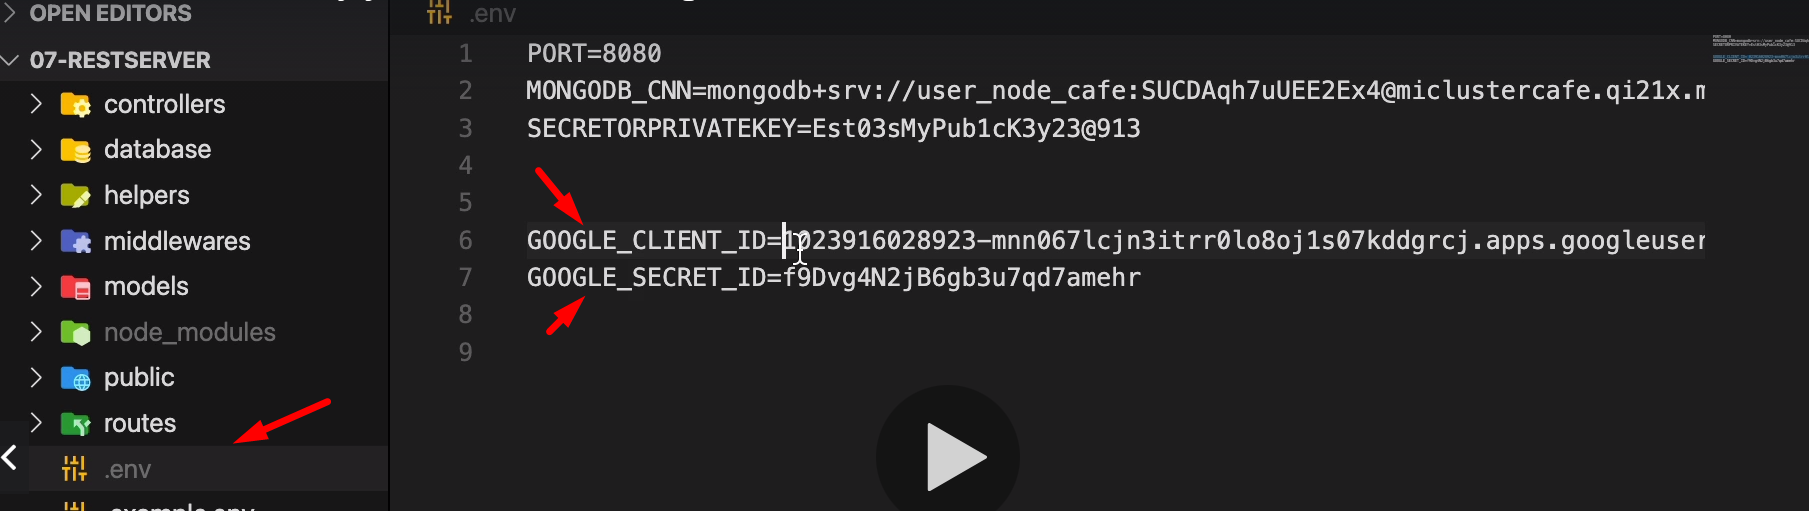 OPEN EDITORS
07-RESTSERVER
controllers
database
helpers
middlewares
models
node_modules
public
routes
.env
.example.env
.env
1 PORT=8080
2 MONGODB_CNN=mongodb+srv://user_node_cafe:SUCDAqh7uUEE2Ex4@miclustercafe.qi21x.m
3 SECRETORPRIVATEKEY=Est03sMyPub1cK3y23@913
4
5
6 GOOGLE_CLIENT_ID=1023916028923-mnn067lcjn3itrr0lo8oj1s07kddgrcj.apps.googleuser
7 GOOGLE_SECRET_ID=f9Dvg4N2jB6gb3u7qd7amehr
8
9